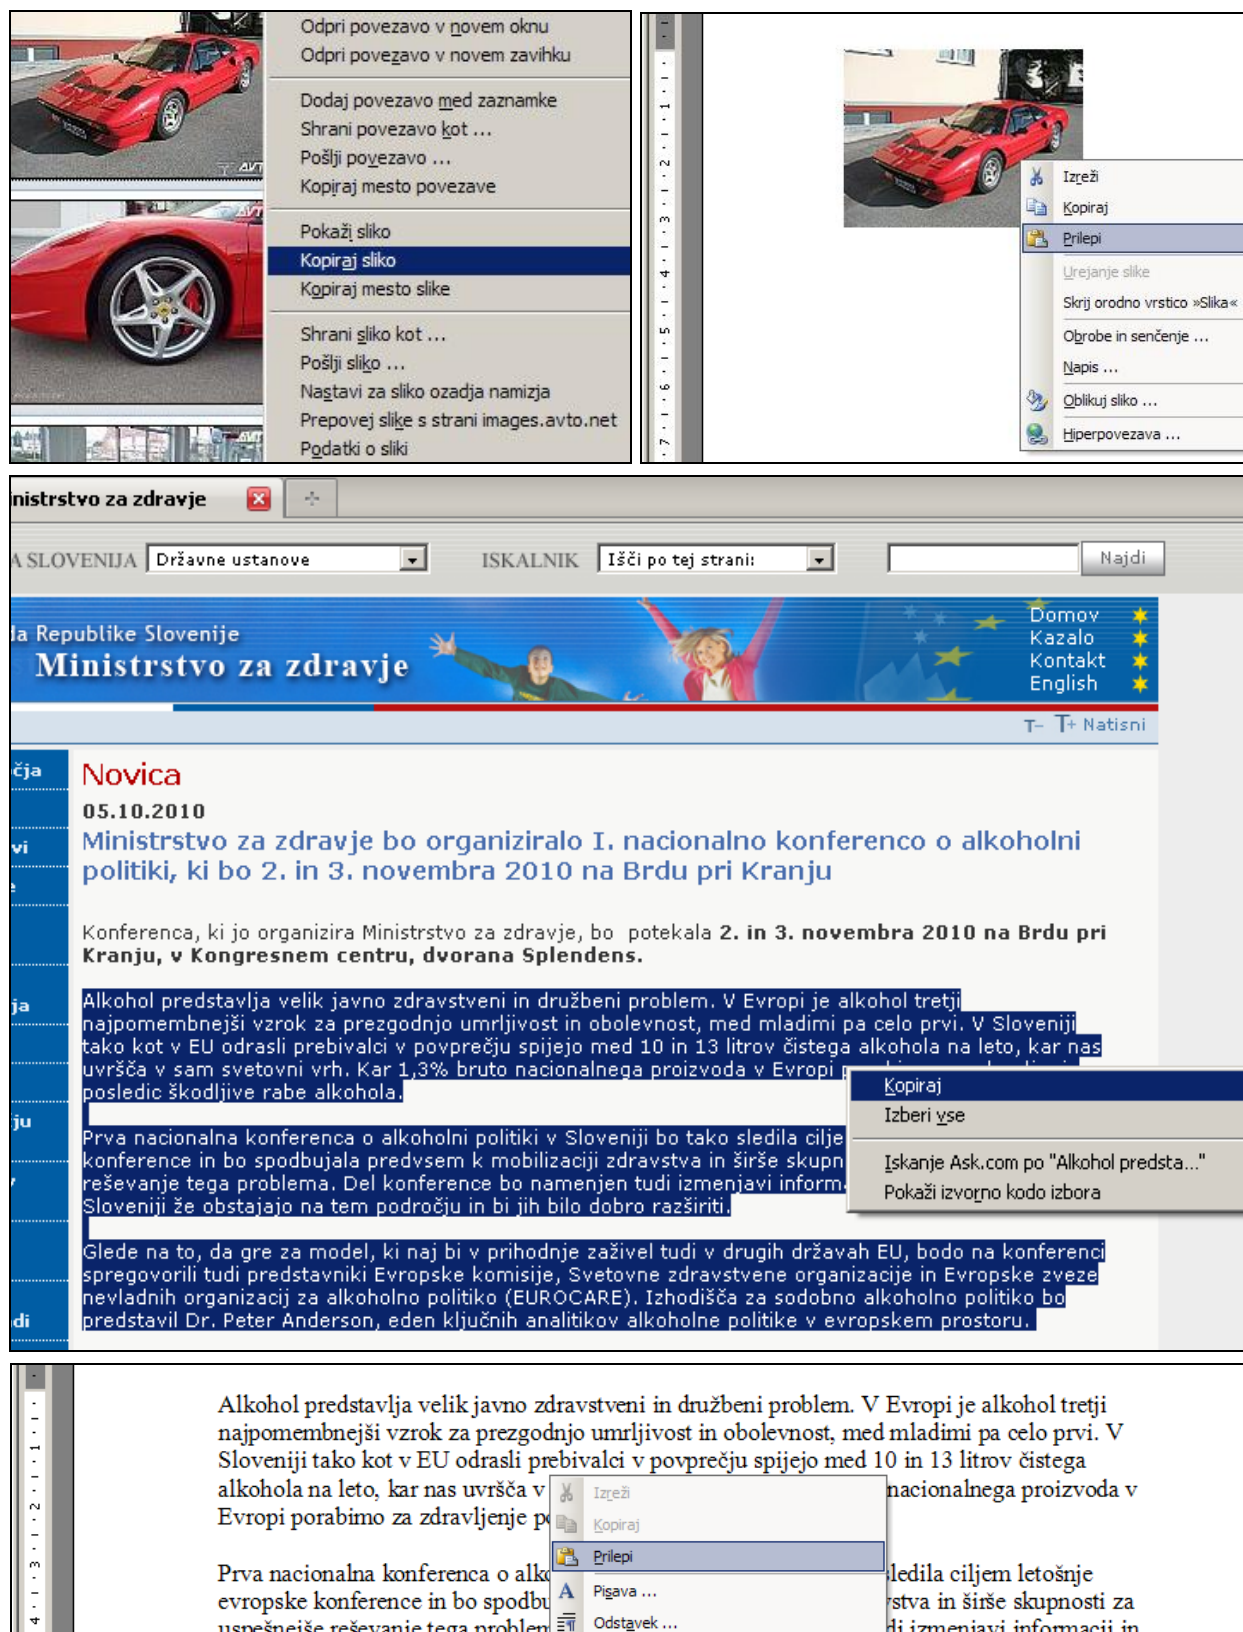 Odpri povezavo v novem oknu
Odpri povezavo v novem zavihku
Dodaj povezavo med zaznamke
Shrani povezavo kot ...
Pošlji povezavo ...
Kopiraj mesto povezave
Pokaži sliko
Kopiraj sliko
Kopiraj mesto slike
Shrani sliko kot ...
Pošlji sliko ...
Nastavi za sliko ozadja namizja
Prepovej slike s strani images.avto.net
Podatki o sliki
Izreži
Kopiraj
Prilepi
Urejanje slike
Skrij orodno vrstico »Slika«
Obrobe in senčenje ...
Napis ...
Oblikuj sliko ...
Hiperpovezava ...
inistrstvo za zdravje
A SLOVENIJA Državne ustanove ISKALNIK Išči po tej strani: Najdi
da Republike Slovenije
Ministrstvo za zdravje
Domov
Kazalo
Kontakt
English
T- T+ Natisni
čja
vi
ja
ju
di
Novica
05.10.2010
Ministrstvo za zdravje bo organiziralo I. nacionalno konferenco o alkoholni
politiki, ki bo 2. in 3. novembra 2010 na Brdu pri Kranju
Konferenca, ki jo organizira Ministrstvo za zdravje, bo potekala 2. in 3. novembra 2010 na Brdu pri
Kranju, v Kongresnem centru, dvorana Splendens.
Alkohol predstavlja velik javno zdravstveni in družbeni problem. V Evropi je alkohol tretji
najpomembnejši vzrok za prezgodnjo umrljivost in obolevnost, med mladimi pa celo prvi. V Sloveniji
tako kot v EU odrasli prebivalci v povprečju spijejo med 10 in 13 litrov čistega alkohola na leto, kar nas
uvršča v sam svetovni vrh. Kar 1,3% bruto nacionalnega proizvoda v Evropi
posledic škodljive rabe alkohola.
Prva nacionalna konferenca o alkoholni politiki v Sloveniji bo tako sledila cilje
konference in bo spodbujala predvsem k mobilizaciji zdravstva in širše skupn
reševanje tega problema. Del konference bo namenjen tudi izmenjavi inform
Sloveniji že obstajajo na tem področju in bi jih bilo dobro razširiti.
Glede na to, da gre za model, ki naj bi v prihodnje zaživel tudi v drugih državah EU, bodo na konferenci
spregovorili tudi predstavniki Evropske komisije, Svetovne zdravstvene organizacije in Evropske zveze
nevladnih organizacij za alkoholno politiko (EUROCARE). Izhodišča za sodobno alkoholno politiko bo
predstavil Dr. Peter Anderson, eden ključnih analitikov alkoholne politike v evropskem prostoru.
Kopiraj
Izberi vse
Iskanje Ask.com po "Alkohol predsta..."
Pokaži izvorno kodo izbora
Alkohol predstavlja velik javno zdravstveni in družbeni problem. V Evropi je alkohol tretji
najpomembnejši vzrok za prezgodnjo umrljivost in obolevnost, med mladimi pa celo prvi. V
Sloveniji tako kot v EU odrasli prebivalci v povprečju spijejo med 10 in 13 litrov čistega
alkohola na leto, kar nas uvršča v nacionalnega proizvoda v
Evropi porabimo za zdravljenje p
Prva nacionalna konferenca o alko sledila ciljem letošnje
evropske konference in bo spodbu stva in širše skupnosti za
uspešnejše reševanje tega problem di izmenjavi informacij in
Izreži
Kopiraj
Prilepi
Pisava ...
Odstavek ...